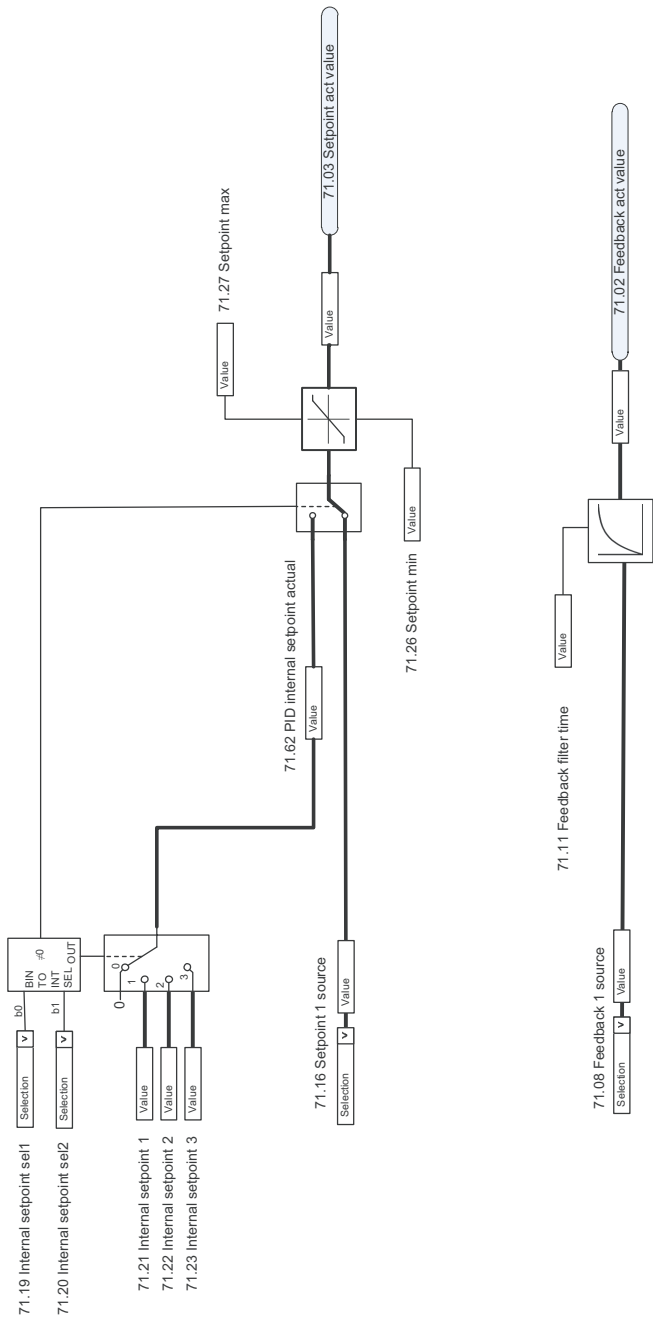 71.19 Internal setpoint sel1
Selection
v
b0
71.20 Internal setpoint sel2
Selection
v
b1
BIN
TO
INT
SEL
≠0
OUT
0
0
1
2
3
71.21 Internal setpoint 1
Value
71.22 Internal setpoint 2
Value
71.23 Internal setpoint 3
Value
71.62 PID internal setpoint actual
Value
71.16 Setpoint 1 source
Selection
v
Value
71.27 Setpoint max
Value
71.26 Setpoint min
Value
Value
71.03 Setpoint act value
71.11 Feedback filter time
Value
71.08 Feedback 1 source
Selection
v
Value
Value
71.02 Feedback act value